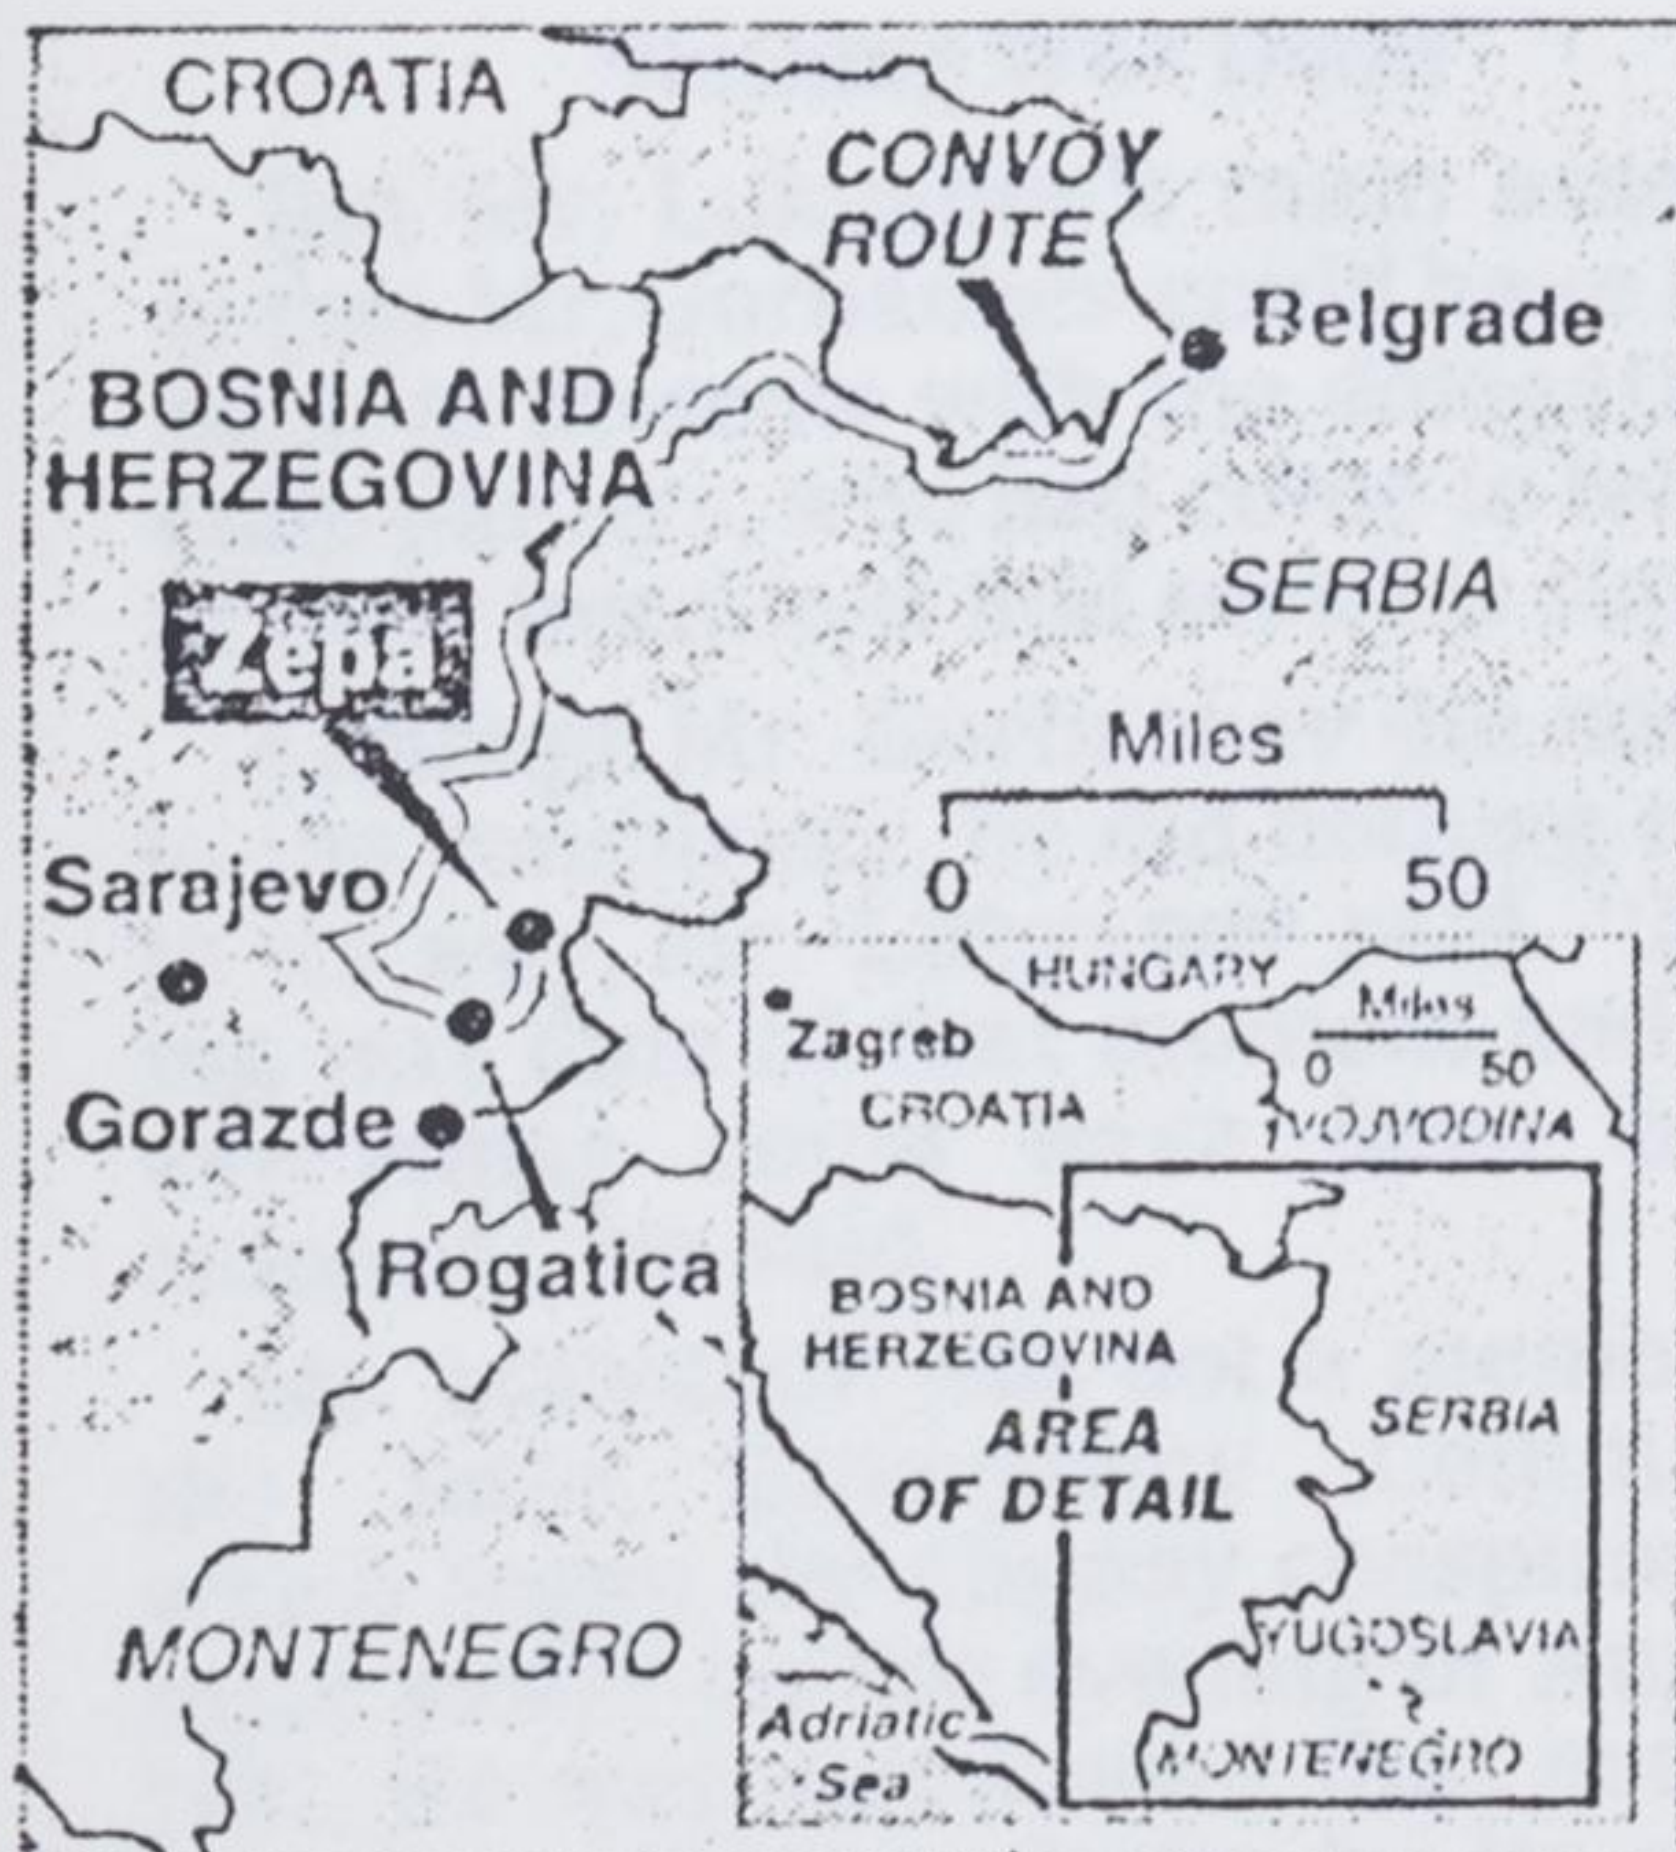 CROATIA
CONVOY
ROUTE
Belgrade
BOSNIA AND
HERZEGOVINA
Zepa
SERBIA
Miles
0 50
Sarajevo
Gorazde
Rogatica
MONTENEGRO
HUNGARY
Miles
0 50
Zagreb
CROATIA
VOJVODINA
BOSNIA AND
HERZEGOVINA
AREA
OF DETAIL
SERBIA
YUGOSLAVIA
MONTENEGRO
Adriatic
Sea